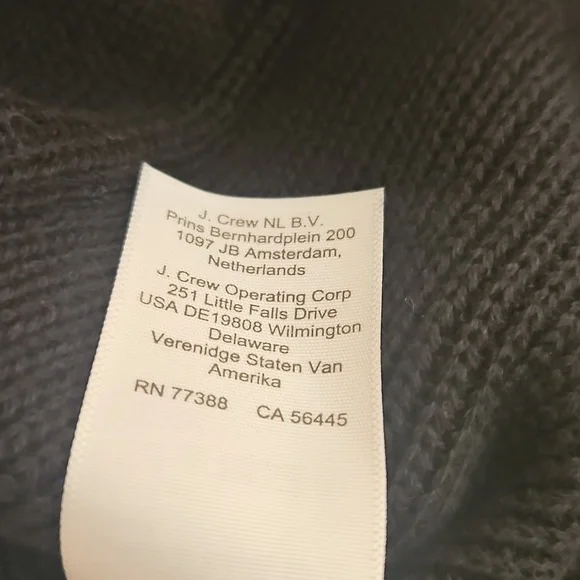 J. Crew NL B.V.
Prins Bernhardplein 200
1097 JB Amsterdam,
Netherlands
J. Crew Operating Corp
251 Little Falls Drive
USA DE19808 Wilmington
Delaware
Verenidge Staten Van
Amerika
RN 77388 CA 56445